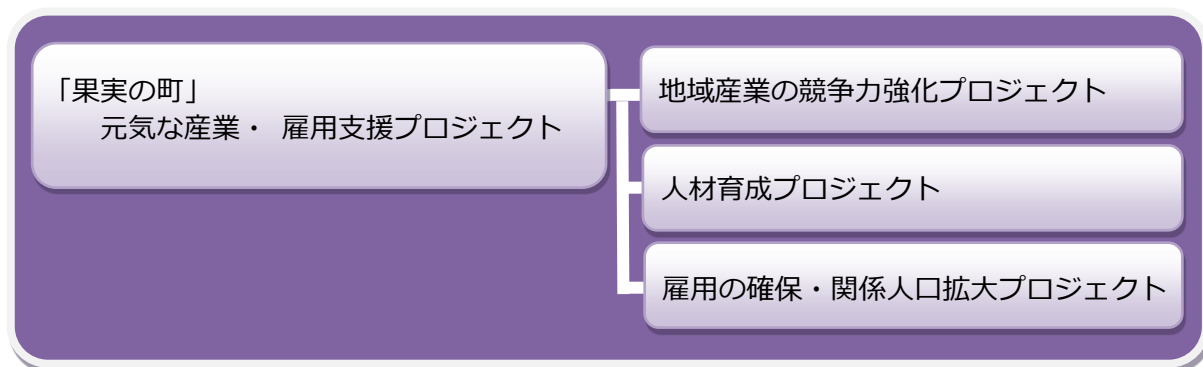 「果実の町」
元気な産業・ 雇用支援プロジェクト
地域産業の競争力強化プロジェクト
人材育成プロジェクト
雇用の確保・関係人口拡大プロジェクト